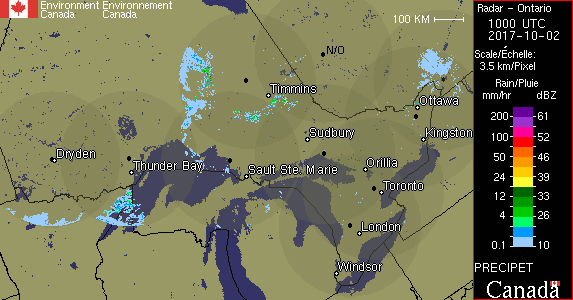 Environment Environnement
Canada Canada
100 KM
N/O
Timmins
Ottawa
Sudbury
Kingston
Dryden
Thunder Bay
Sault Ste. Marie
Orillia
Toronto
London
Windsor
Radar - Ontario
1000 UTC
2017-10-02
Scale/Échelle:
3.5 km/Pixel
Rain/Pluie
mm/hr dBZ
200 61
100 52
50 46
24 39
12 33
4 26
0.1 10
PRECIPET
Canada